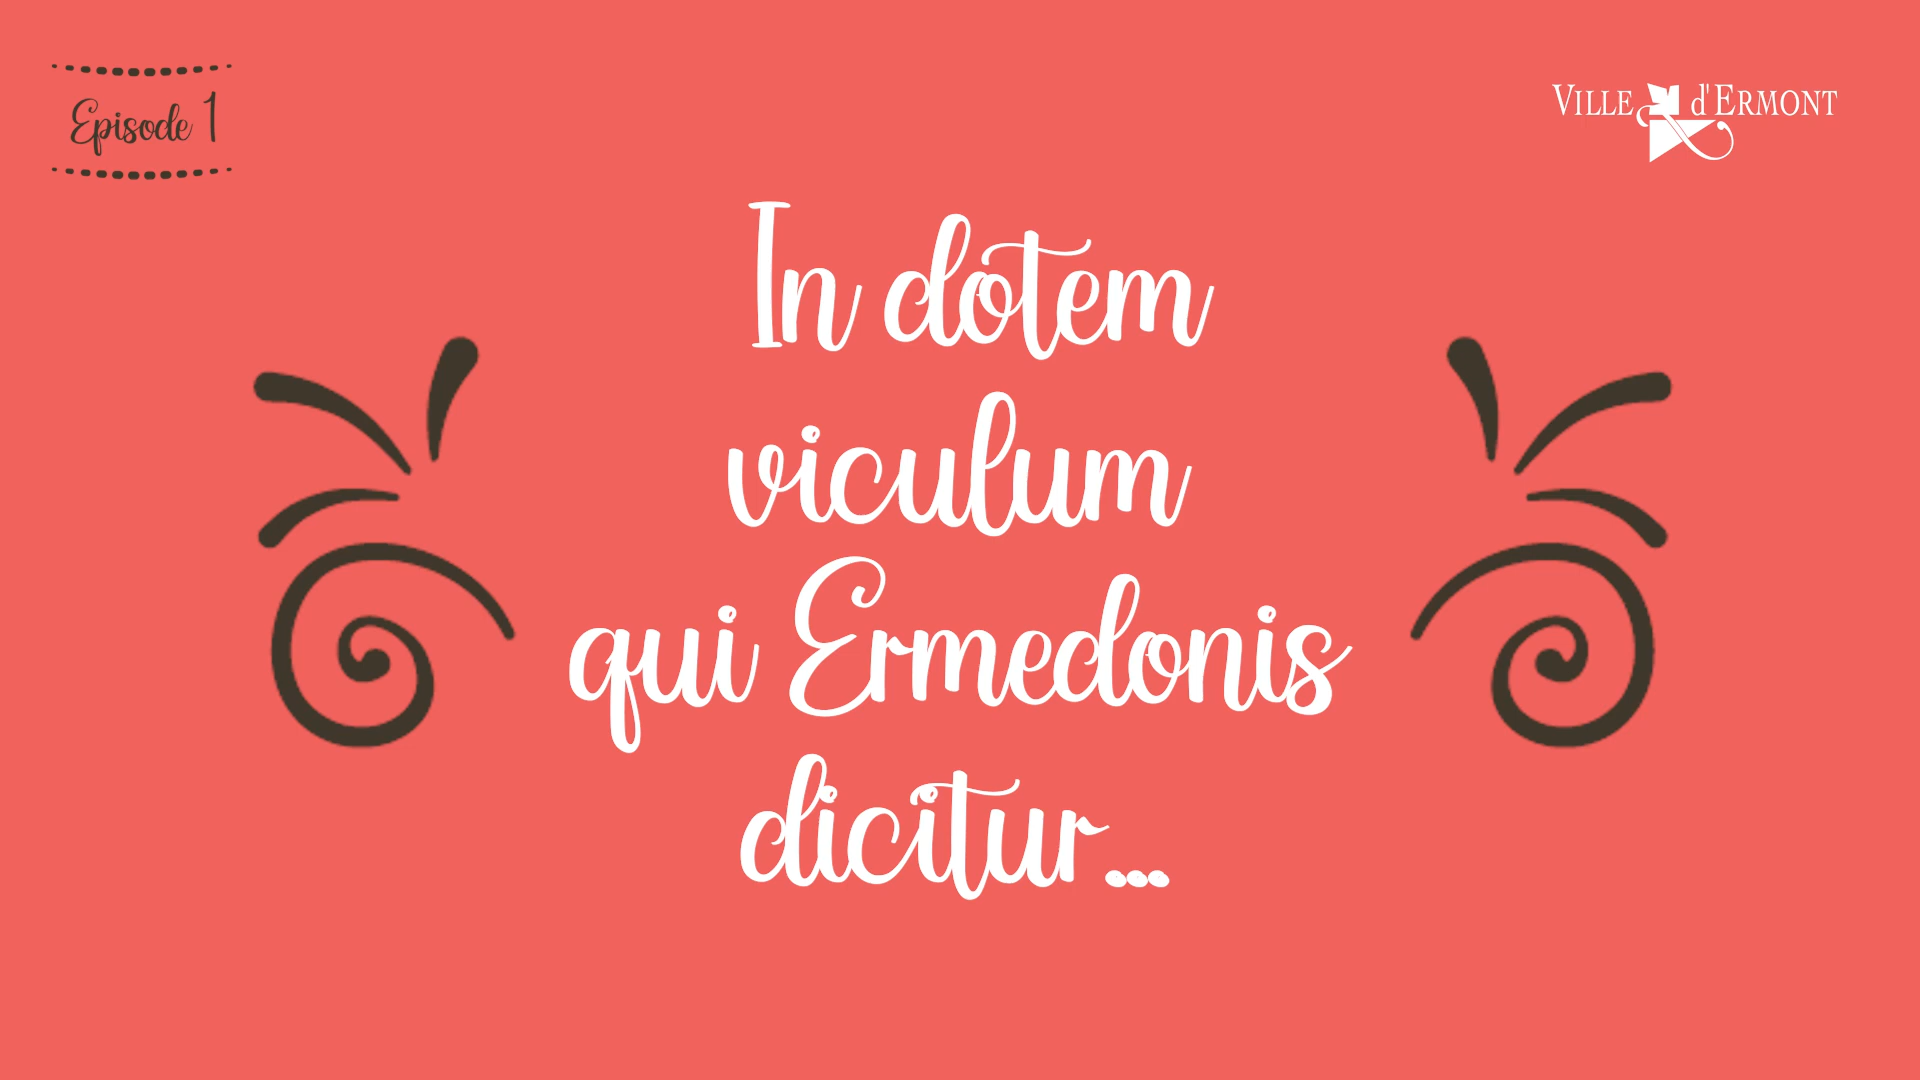 Episode 1
VILLE d'ERMONT
In dotem
viculum
qui Ermedonis
dicitur...